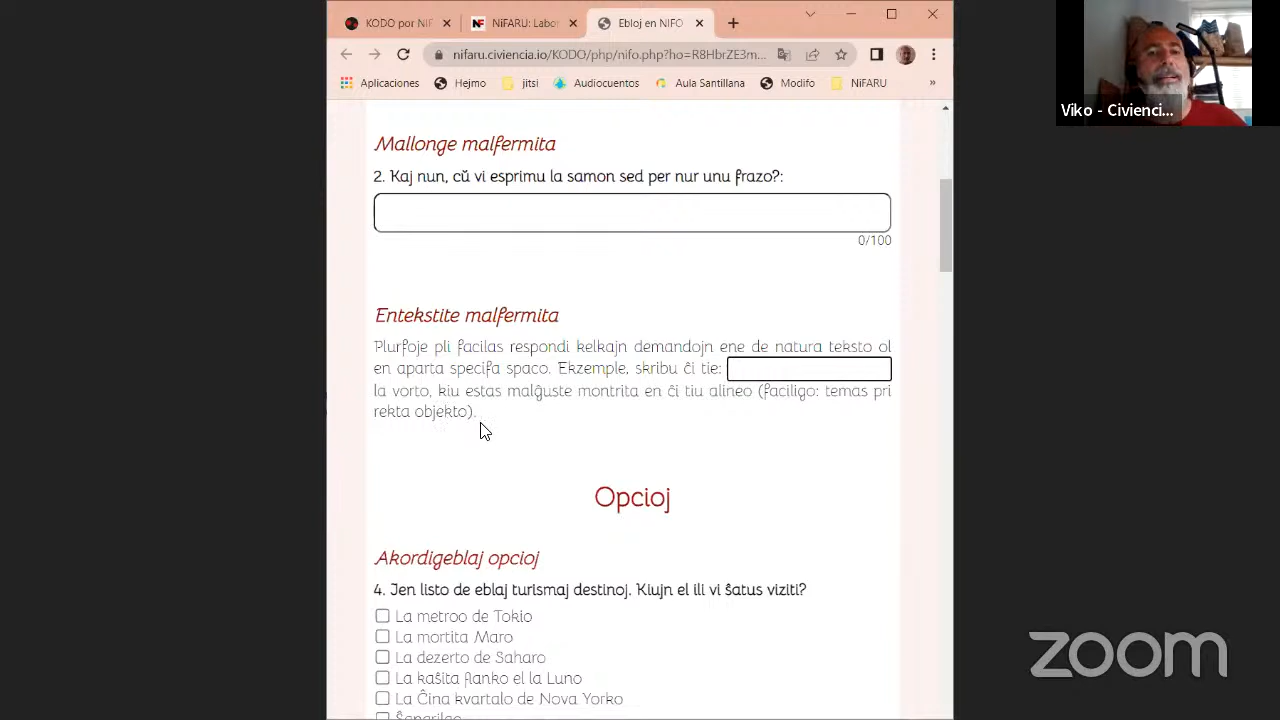 KODO por NIF
NiFARU: Labor
Ebloj en NIFO
nifaru.civiencia.io/KODO/php/nifo.php?ho=R8HbrZE3m...
Aplicaciones
Hejmo
jitsi
Audiocuentos
Aula Santillana
Modifo
NiFARU
»
Viko - Civienci...
Mallonge malfermita
2. Kaj nun, cŭ vi esprimu la samon sed per nur unu frazo?:
0/100
Entekstite malfermita
Plurfoje pli facilas respondi kelkajn demandojn ene de natura teksto ol
en aparta specifa spaco. Ekzemple, skribu ĉi tie:
la vorto, kiu estas malĝuste montrita en ĉi tiu alineo (faciligo: temas pri
rekta objekto).
Opcioj
Akordigeblaj opcioj
4. Jen listo de eblaj turismaj destinoj. Kiujn el ili vi ŝatus viziti?
La metroo de Tokio
La mortita Maro
La dezerto de Saharo
La kaŝita flanko el la Luno
La Ĉina kvartalo de Nova Yorko
zoom